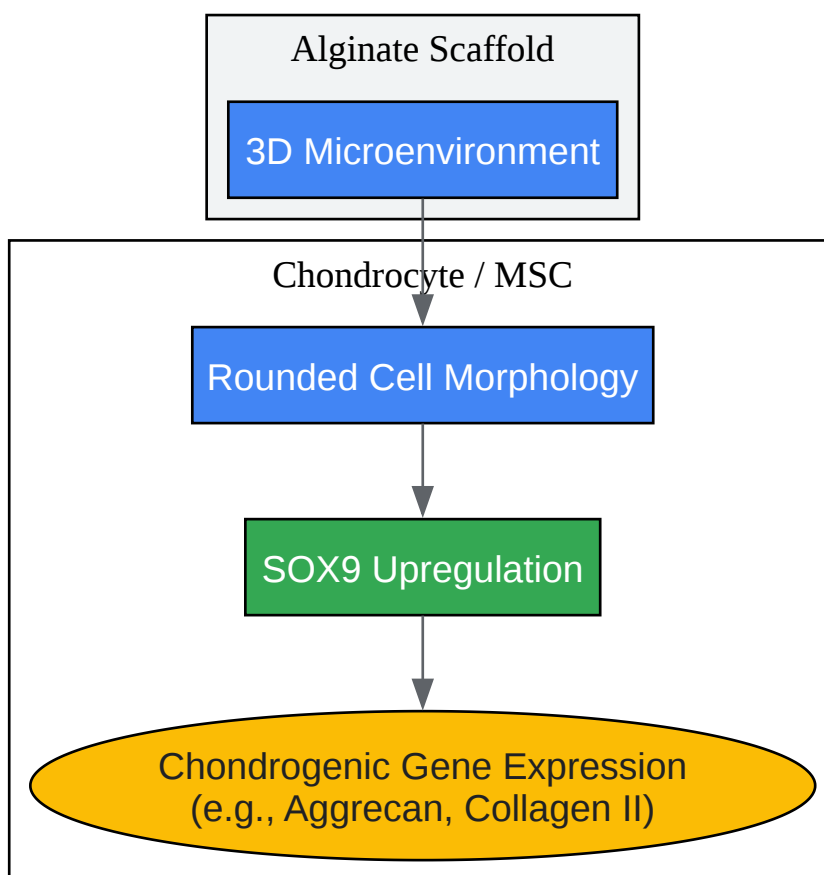 Alginate Scaffold
3D Microenvironment
Chondrocyte / MSC
Rounded Cell Morphology
SOX9 Upregulation
Chondrogenic Gene Expression
(e.g., Aggrecan, Collagen II)